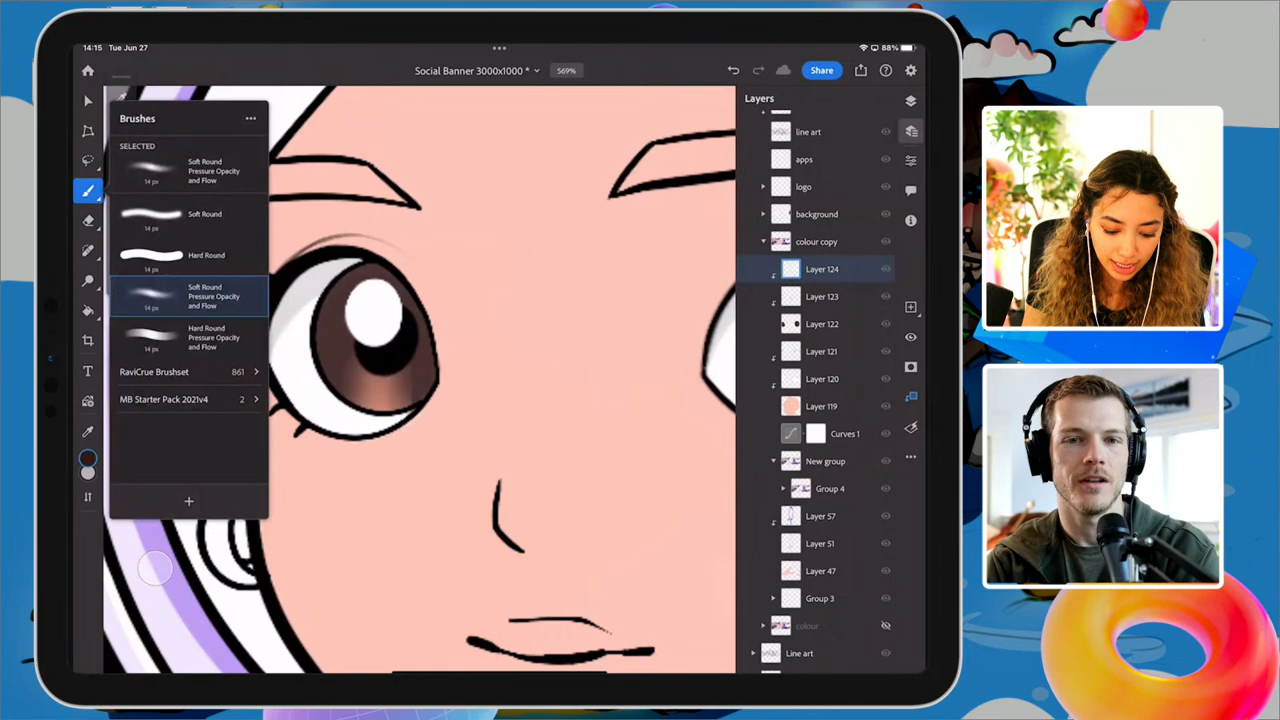 14:15 Tue Jun 27
88%
Social Banner 3000x1000 *
569%
Share
Brushes
SELECTED
Soft Round
Pressure Opacity
and Flow
14 px
Soft Round
14 px
Hard Round
14 px
Soft Round
Pressure Opacity
and Flow
14 px
Hard Round
Pressure Opacity
and Flow
14 px
RaviCrue Brushset 861
MB Starter Pack 2021v4 2
Layers
line art
apps
logo
background
colour copy
Layer 124
Layer 123
Layer 122
Layer 121
Layer 120
Layer 119
Curves 1
New group
Group 4
Layer 57
Layer 51
Layer 47
Group 3
colour
Line art